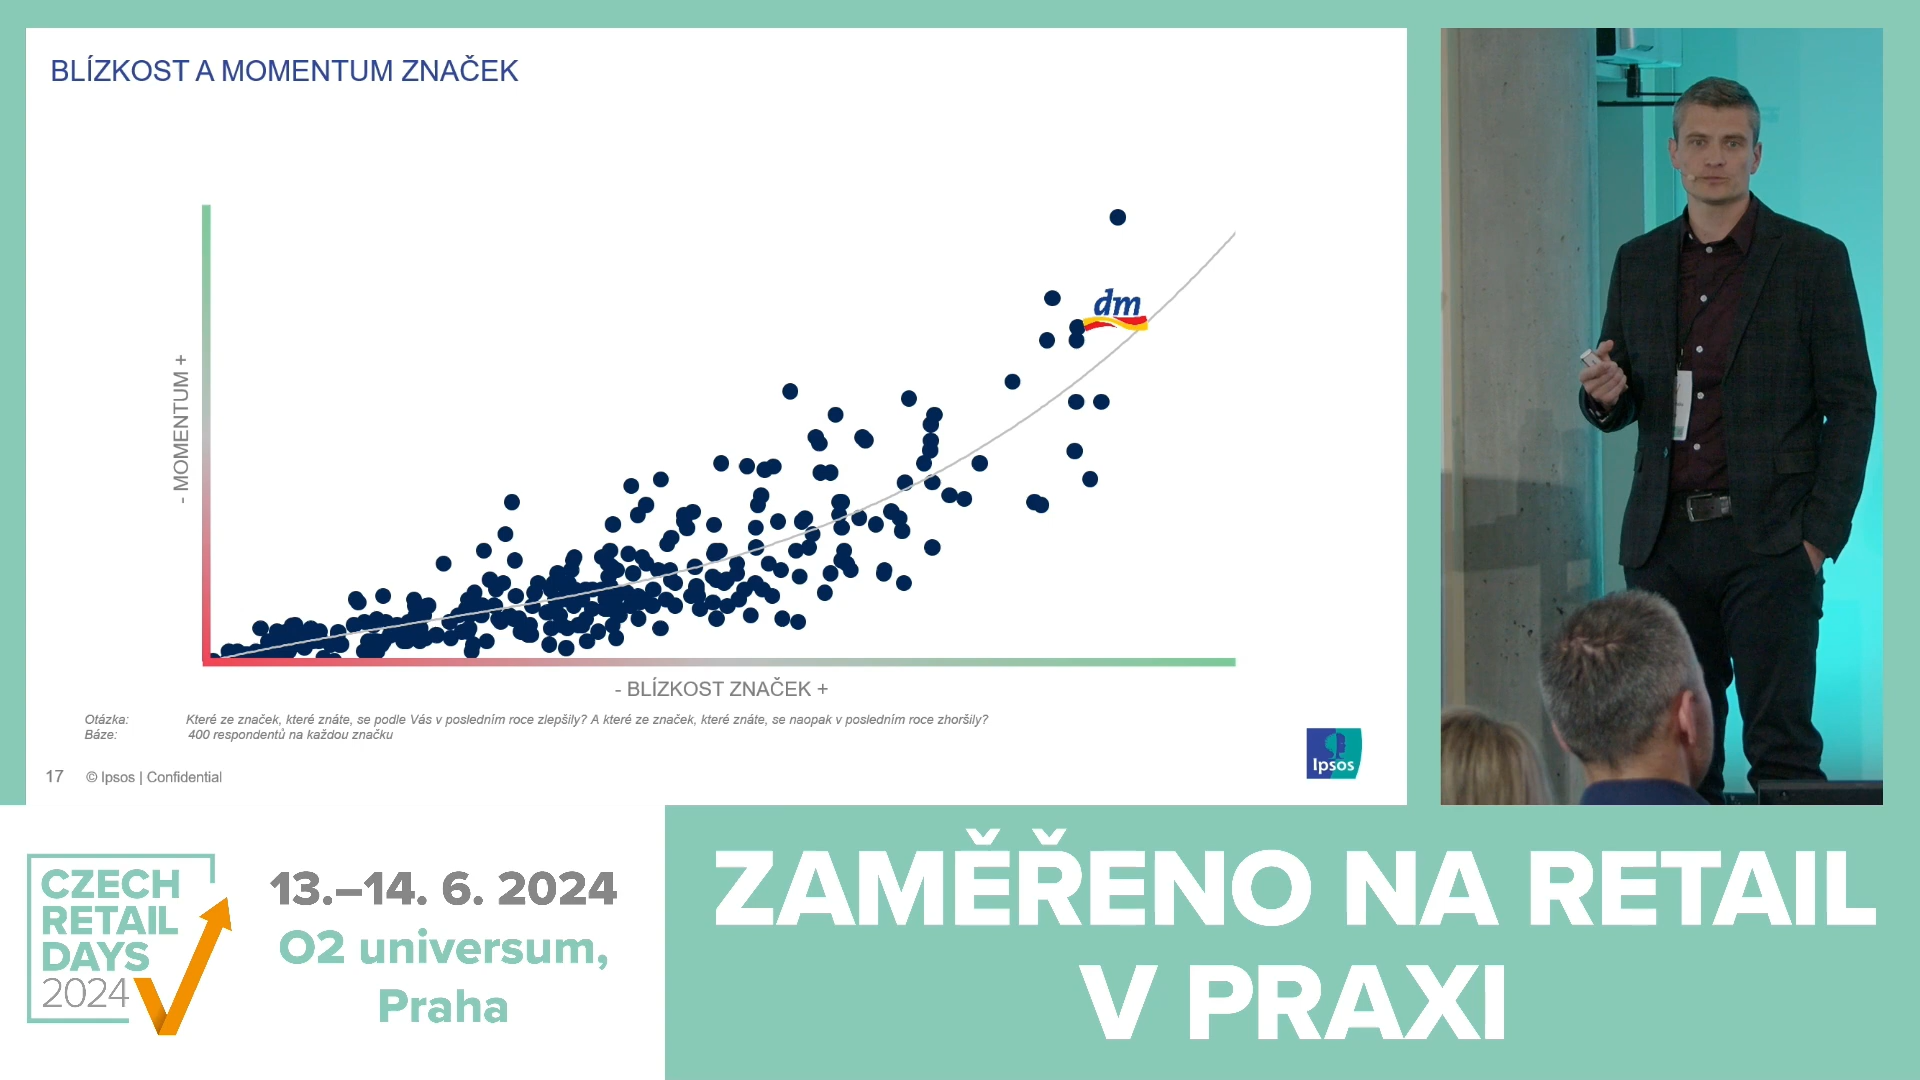 BLÍZKOST A MOMENTUM ZNAČEK
dm
- MOMENTUM +
- BLÍZKOST ZNAČEK +
Otázka: Které ze značek, které znáte, se podle Vás v posledním roce zlepšily? A které ze značek, které znáte, se naopak v posledním roce zhoršily?
Báze: 400 respondentů na každou značku
Ipsos
17 © Ipsos | Confidential
CZECH
RETAIL
DAYS
2024
13.–14. 6. 2024
O2 universum,
Praha
ZAMĚŘENO NA RETAIL
V PRAXI